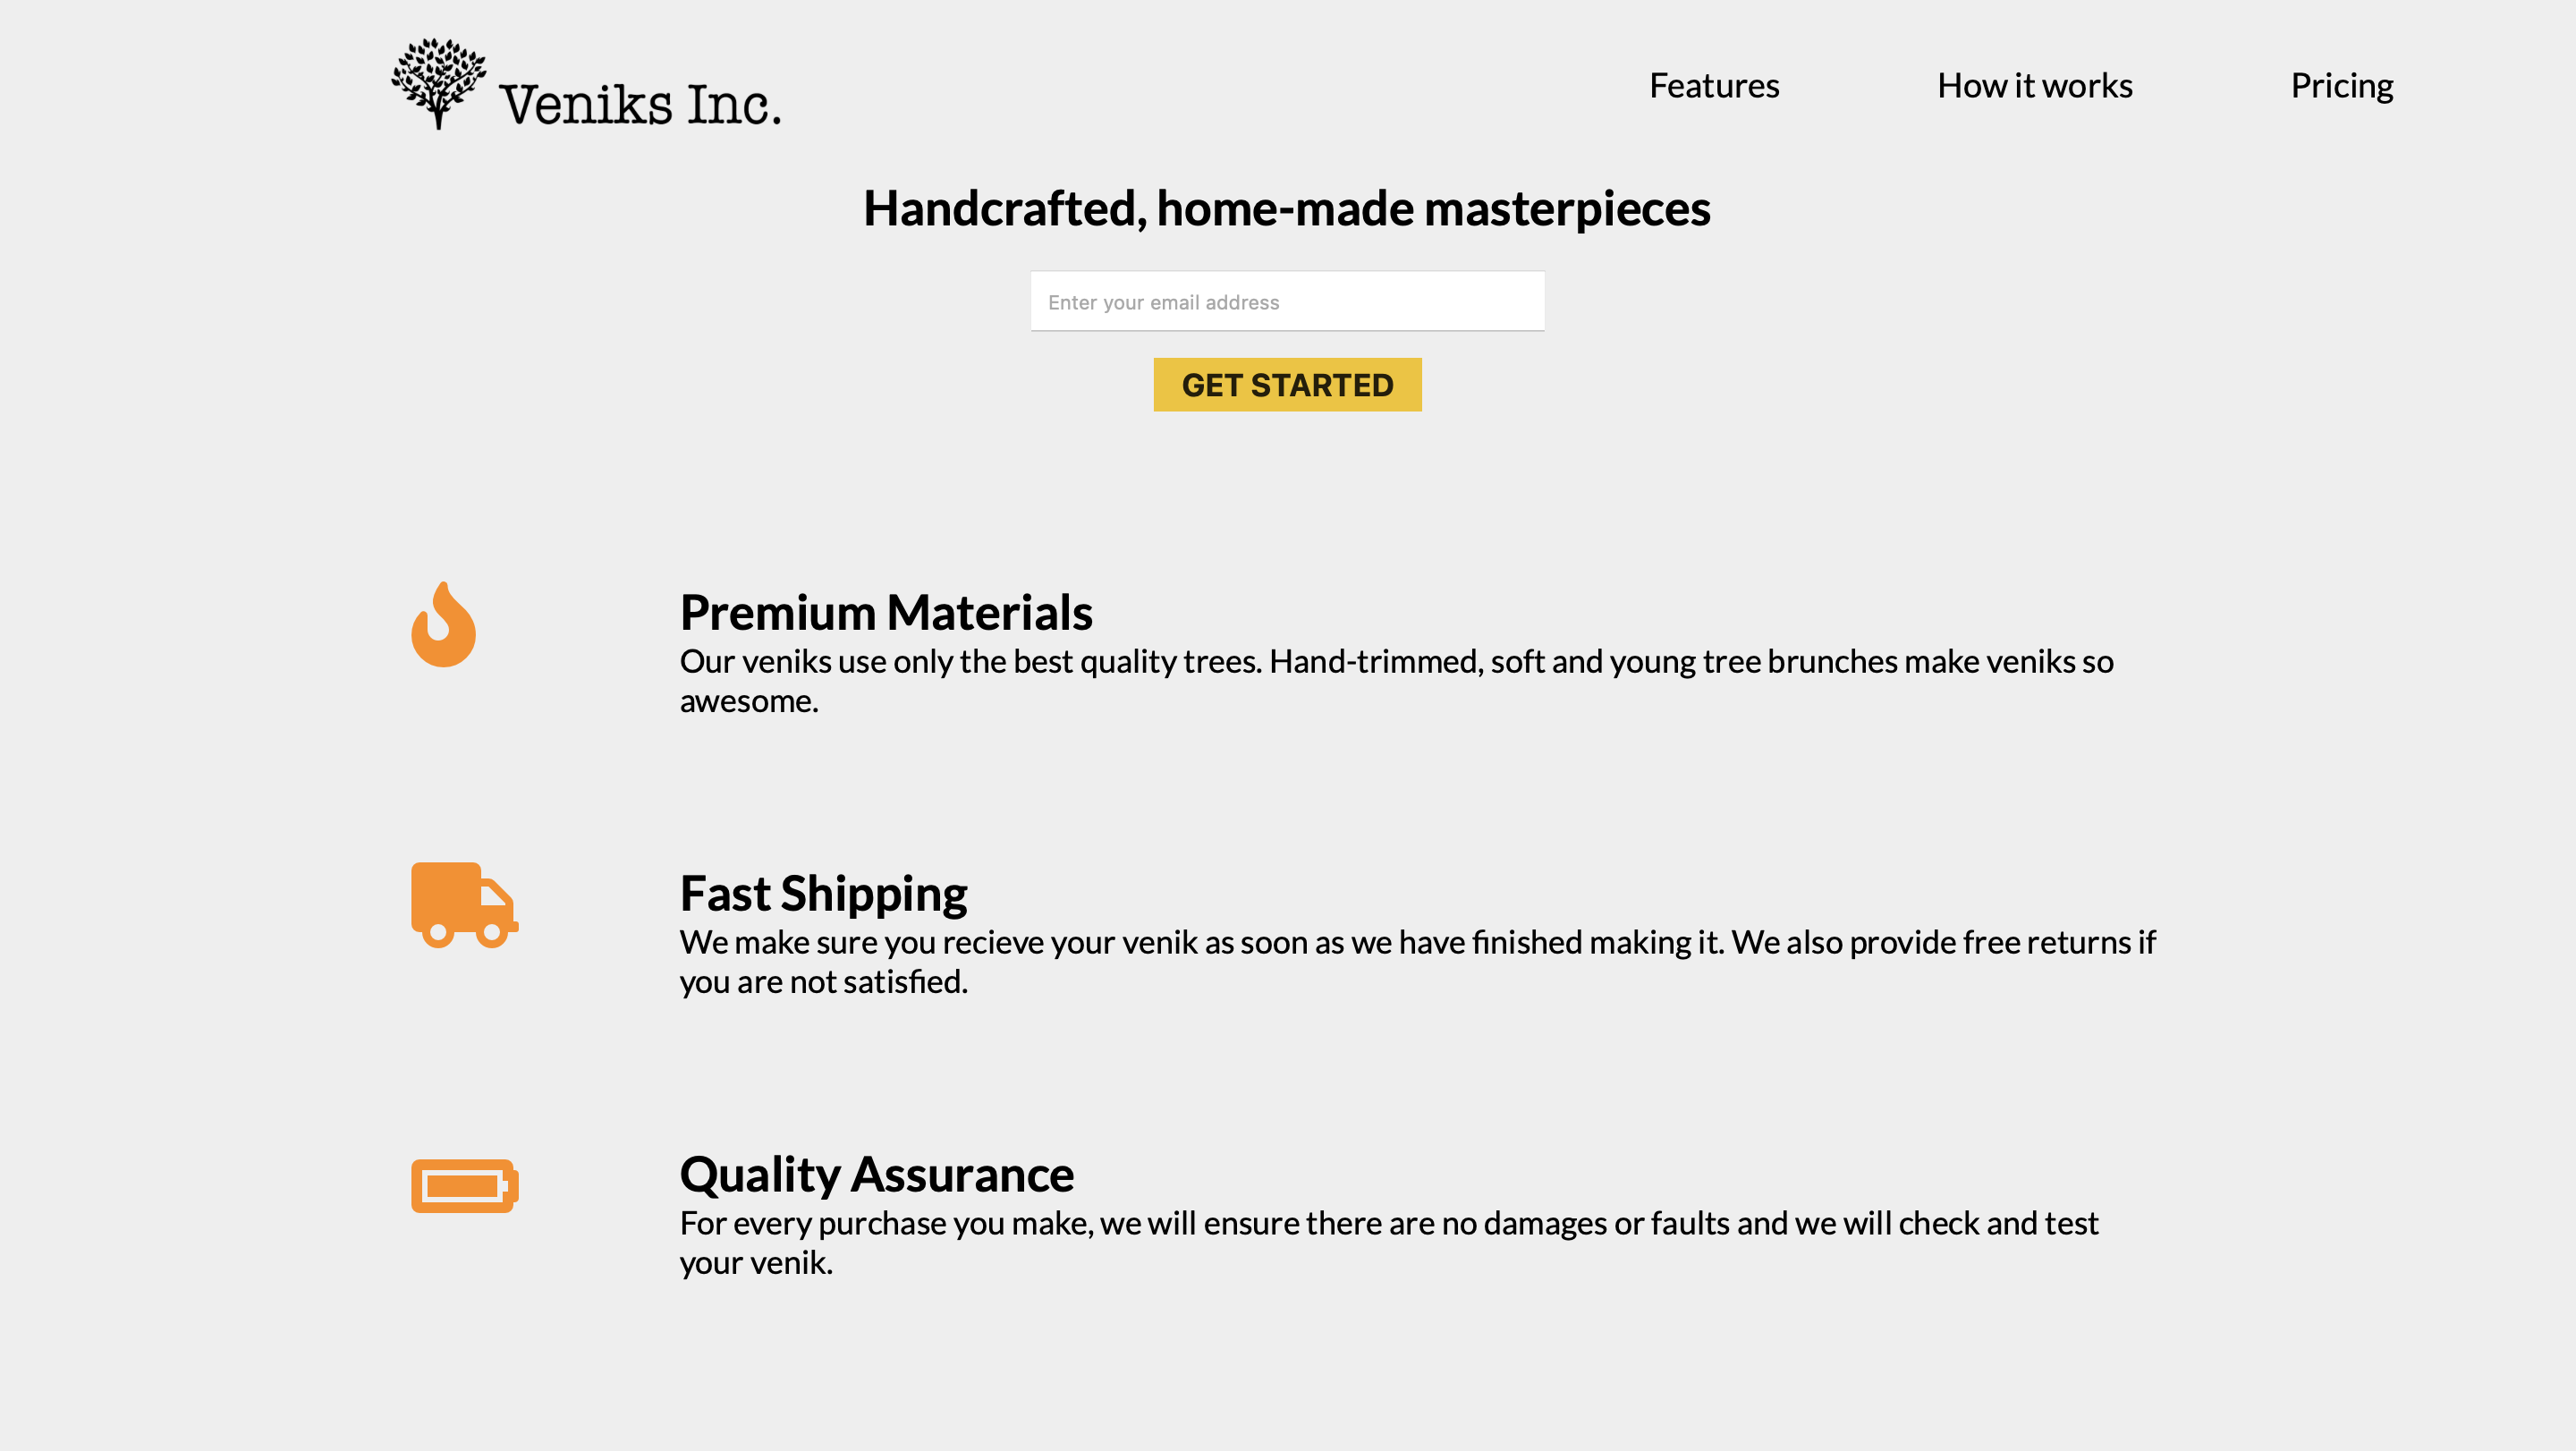 Veniks Inc.
Features
How it works
Pricing
Handcrafted, home-made masterpieces
Enter your email address
GET STARTED
Premium Materials
Our veniks use only the best quality trees. Hand-trimmed, soft and young tree brunches make veniks so
awesome.
Fast Shipping
We make sure you recieve your venik as soon as we have finished making it. We also provide free returns if
you are not satisfied.
Quality Assurance
For every purchase you make, we will ensure there are no damages or faults and we will check and test
your venik.